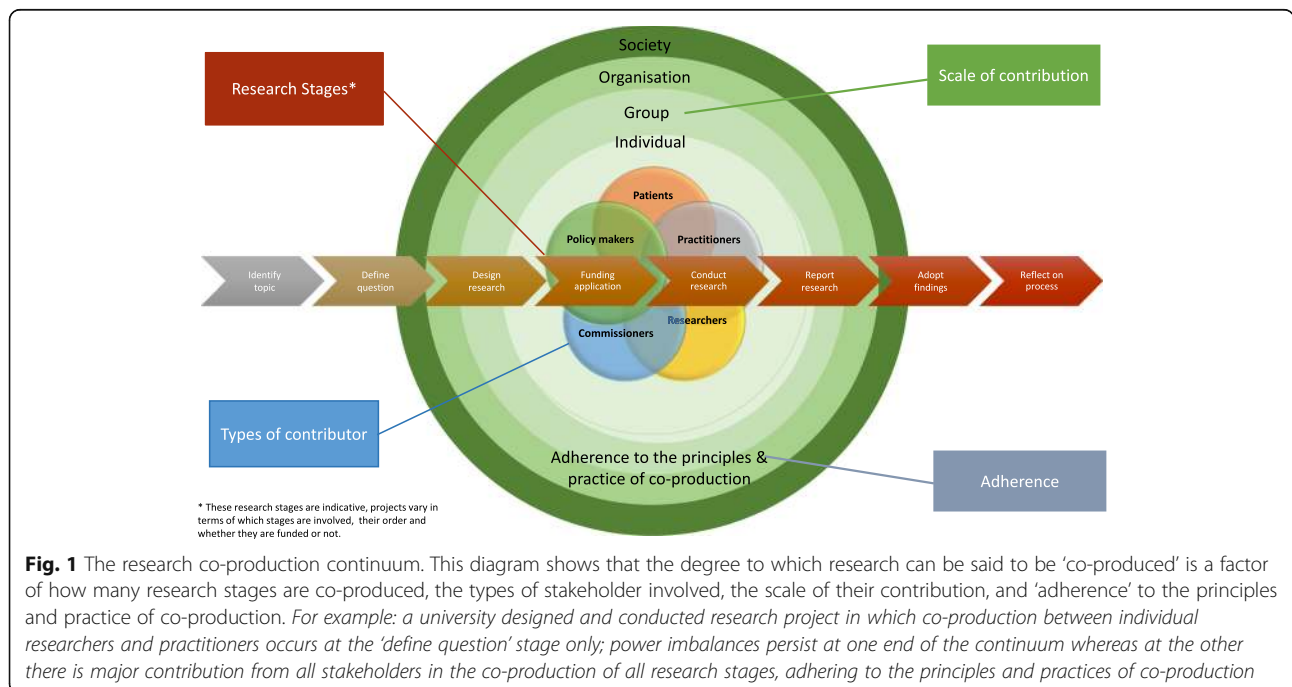 Society
Research Stages*
Organisation
Scale of contribution
Group
Individual
Patients
Policy makers
Practitioners
Identify
topic
Define
question
Design
research
Funding
application
Conduct
research
Report
research
Adopt
findings
Reflect on
process
Commissioners
Researchers
Types of contributor
Adherence to the principles &
practice of co-production
Adherence
* These research stages are indicative, projects vary in
terms of which stages are involved, their order and
whether they are funded or not.
Fig. 1 The research co-production continuum. This diagram shows that the degree to which research can be said to be ‘co-produced’ is a factor
of how many research stages are co-produced, the types of stakeholder involved, the scale of their contribution, and ‘adherence’ to the principles
and practice of co-production. For example: a university designed and conducted research project in which co-production between individual
researchers and practitioners occurs at the ‘define question’ stage only; power imbalances persist at one end of the continuum whereas at the other
there is major contribution from all stakeholders in the co-production of all research stages, adhering to the principles and practices of co-production